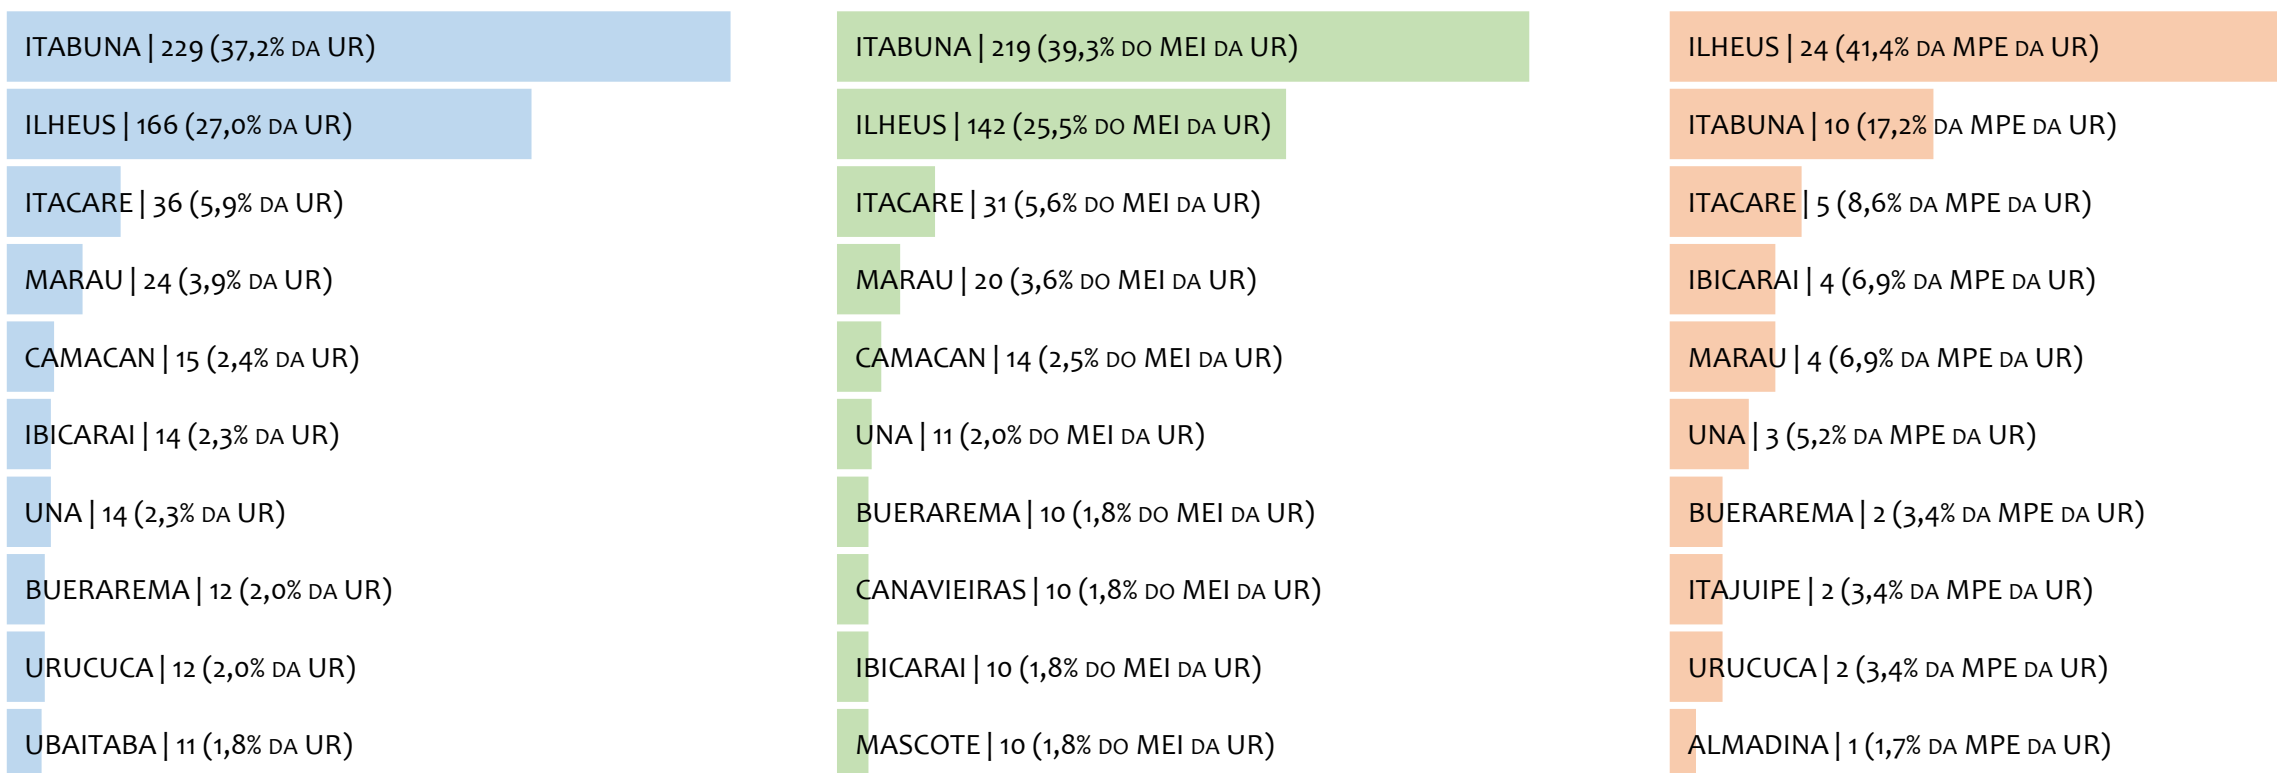 ITABUNA | 229 (37,2% DA UR)
ILHEUS | 166 (27,0% DA UR)
ITACARE | 36 (5,9% DA UR)
MARAU | 24 (3,9% DA UR)
CAMACAN | 15 (2,4% DA UR)
IBICARAI | 14 (2,3% DA UR)
UNA | 14 (2,3% DA UR)
BUERAREMA | 12 (2,0% DA UR)
URUCUCA | 12 (2,0% DA UR)
UBAITABA | 11 (1,8% DA UR)
ITABUNA | 219 (39,3% DO MEI DA UR)
ILHEUS | 142 (25,5% DO MEI DA UR)
ITACARE | 31 (5,6% DO MEI DA UR)
MARAU | 20 (3,6% DO MEI DA UR)
CAMACAN | 14 (2,5% DO MEI DA UR)
UNA | 11 (2,0% DO MEI DA UR)
BUERAREMA | 10 (1,8% DO MEI DA UR)
CANAVIEIRAS | 10 (1,8% DO MEI DA UR)
IBICARAI | 10 (1,8% DO MEI DA UR)
MASCOTE | 10 (1,8% DO MEI DA UR)
ILHEUS | 24 (41,4% DA MPE DA UR)
ITABUNA | 10 (17,2% DA MPE DA UR)
ITACARE | 5 (8,6% DA MPE DA UR)
IBICARAI | 4 (6,9% DA MPE DA UR)
MARAU | 4 (6,9% DA MPE DA UR)
UNA | 3 (5,2% DA MPE DA UR)
BUERAREMA | 2 (3,4% DA MPE DA UR)
ITAJUIPE | 2 (3,4% DA MPE DA UR)
URUCUCA | 2 (3,4% DA MPE DA UR)
ALMADINA | 1 (1,7% DA MPE DA UR)